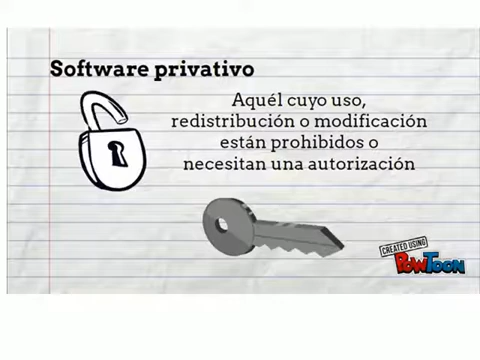 Software privativo
Aquél cuyo uso,
redistribución o modificación
están prohibidos o
necesitan una autorización
CREATED USING
POWTOON